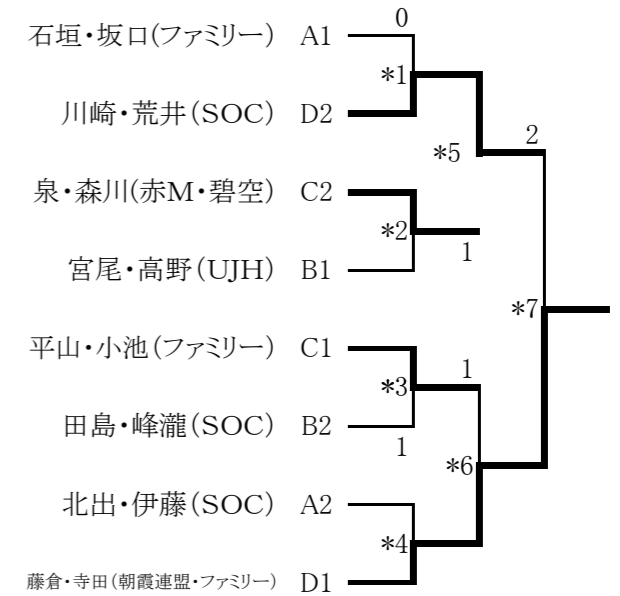 0
石垣・坂口(ファミリー) A1
*1
川崎・荒井(SOC) D2
2
*5
泉・森川(赤M・碧空) C2
*2
1
宮尾・高野(UJH) B1
*7
平山・小池(ファミリー) C1
1
*3
田島・峰瀧(SOC) B2
1
*6
北出・伊藤(SOC) A2
*4
藤倉・寺田(朝霞連盟・ファミリー) D1